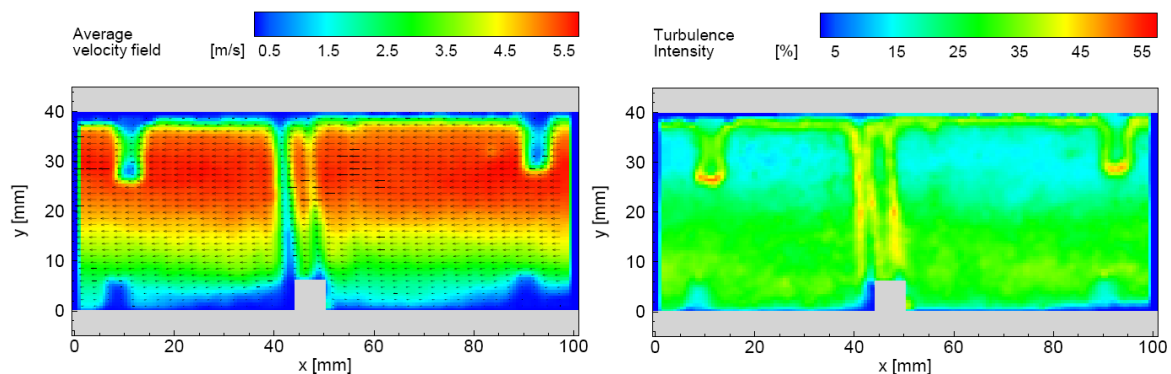 Average
velocity field [m/s] 0.5 1.5 2.5 3.5 4.5 5.5
40
30
20
10
0
y [mm]
0 20 40 60 80 100
x [mm]
Turbulence
Intensity [%] 5 15 25 35 45 55
40
30
20
10
0
y [mm]
0 20 40 60 80 100
x [mm]